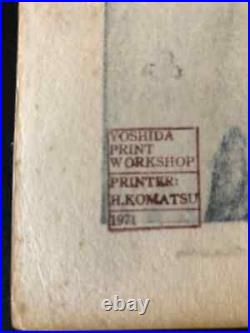 YOSHIDA
PRINT
WORKSHOP
PRINTER:
H.KOMATSU
1971